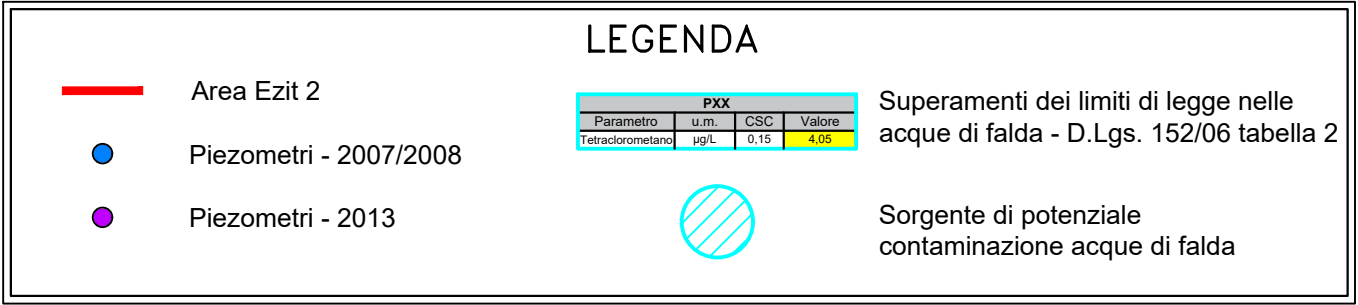 LEGENDA
Area Ezit 2
Piezometri - 2007/2008
Piezometri - 2013
PXX
Parametro u.m. CSC Valore
Tetraclorometano µg/L 0,15 4,05
Superamenti dei limiti di legge nelle
acque di falda - D.Lgs. 152/06 tabella 2
Sorgente di potenziale
contaminazione acque di falda